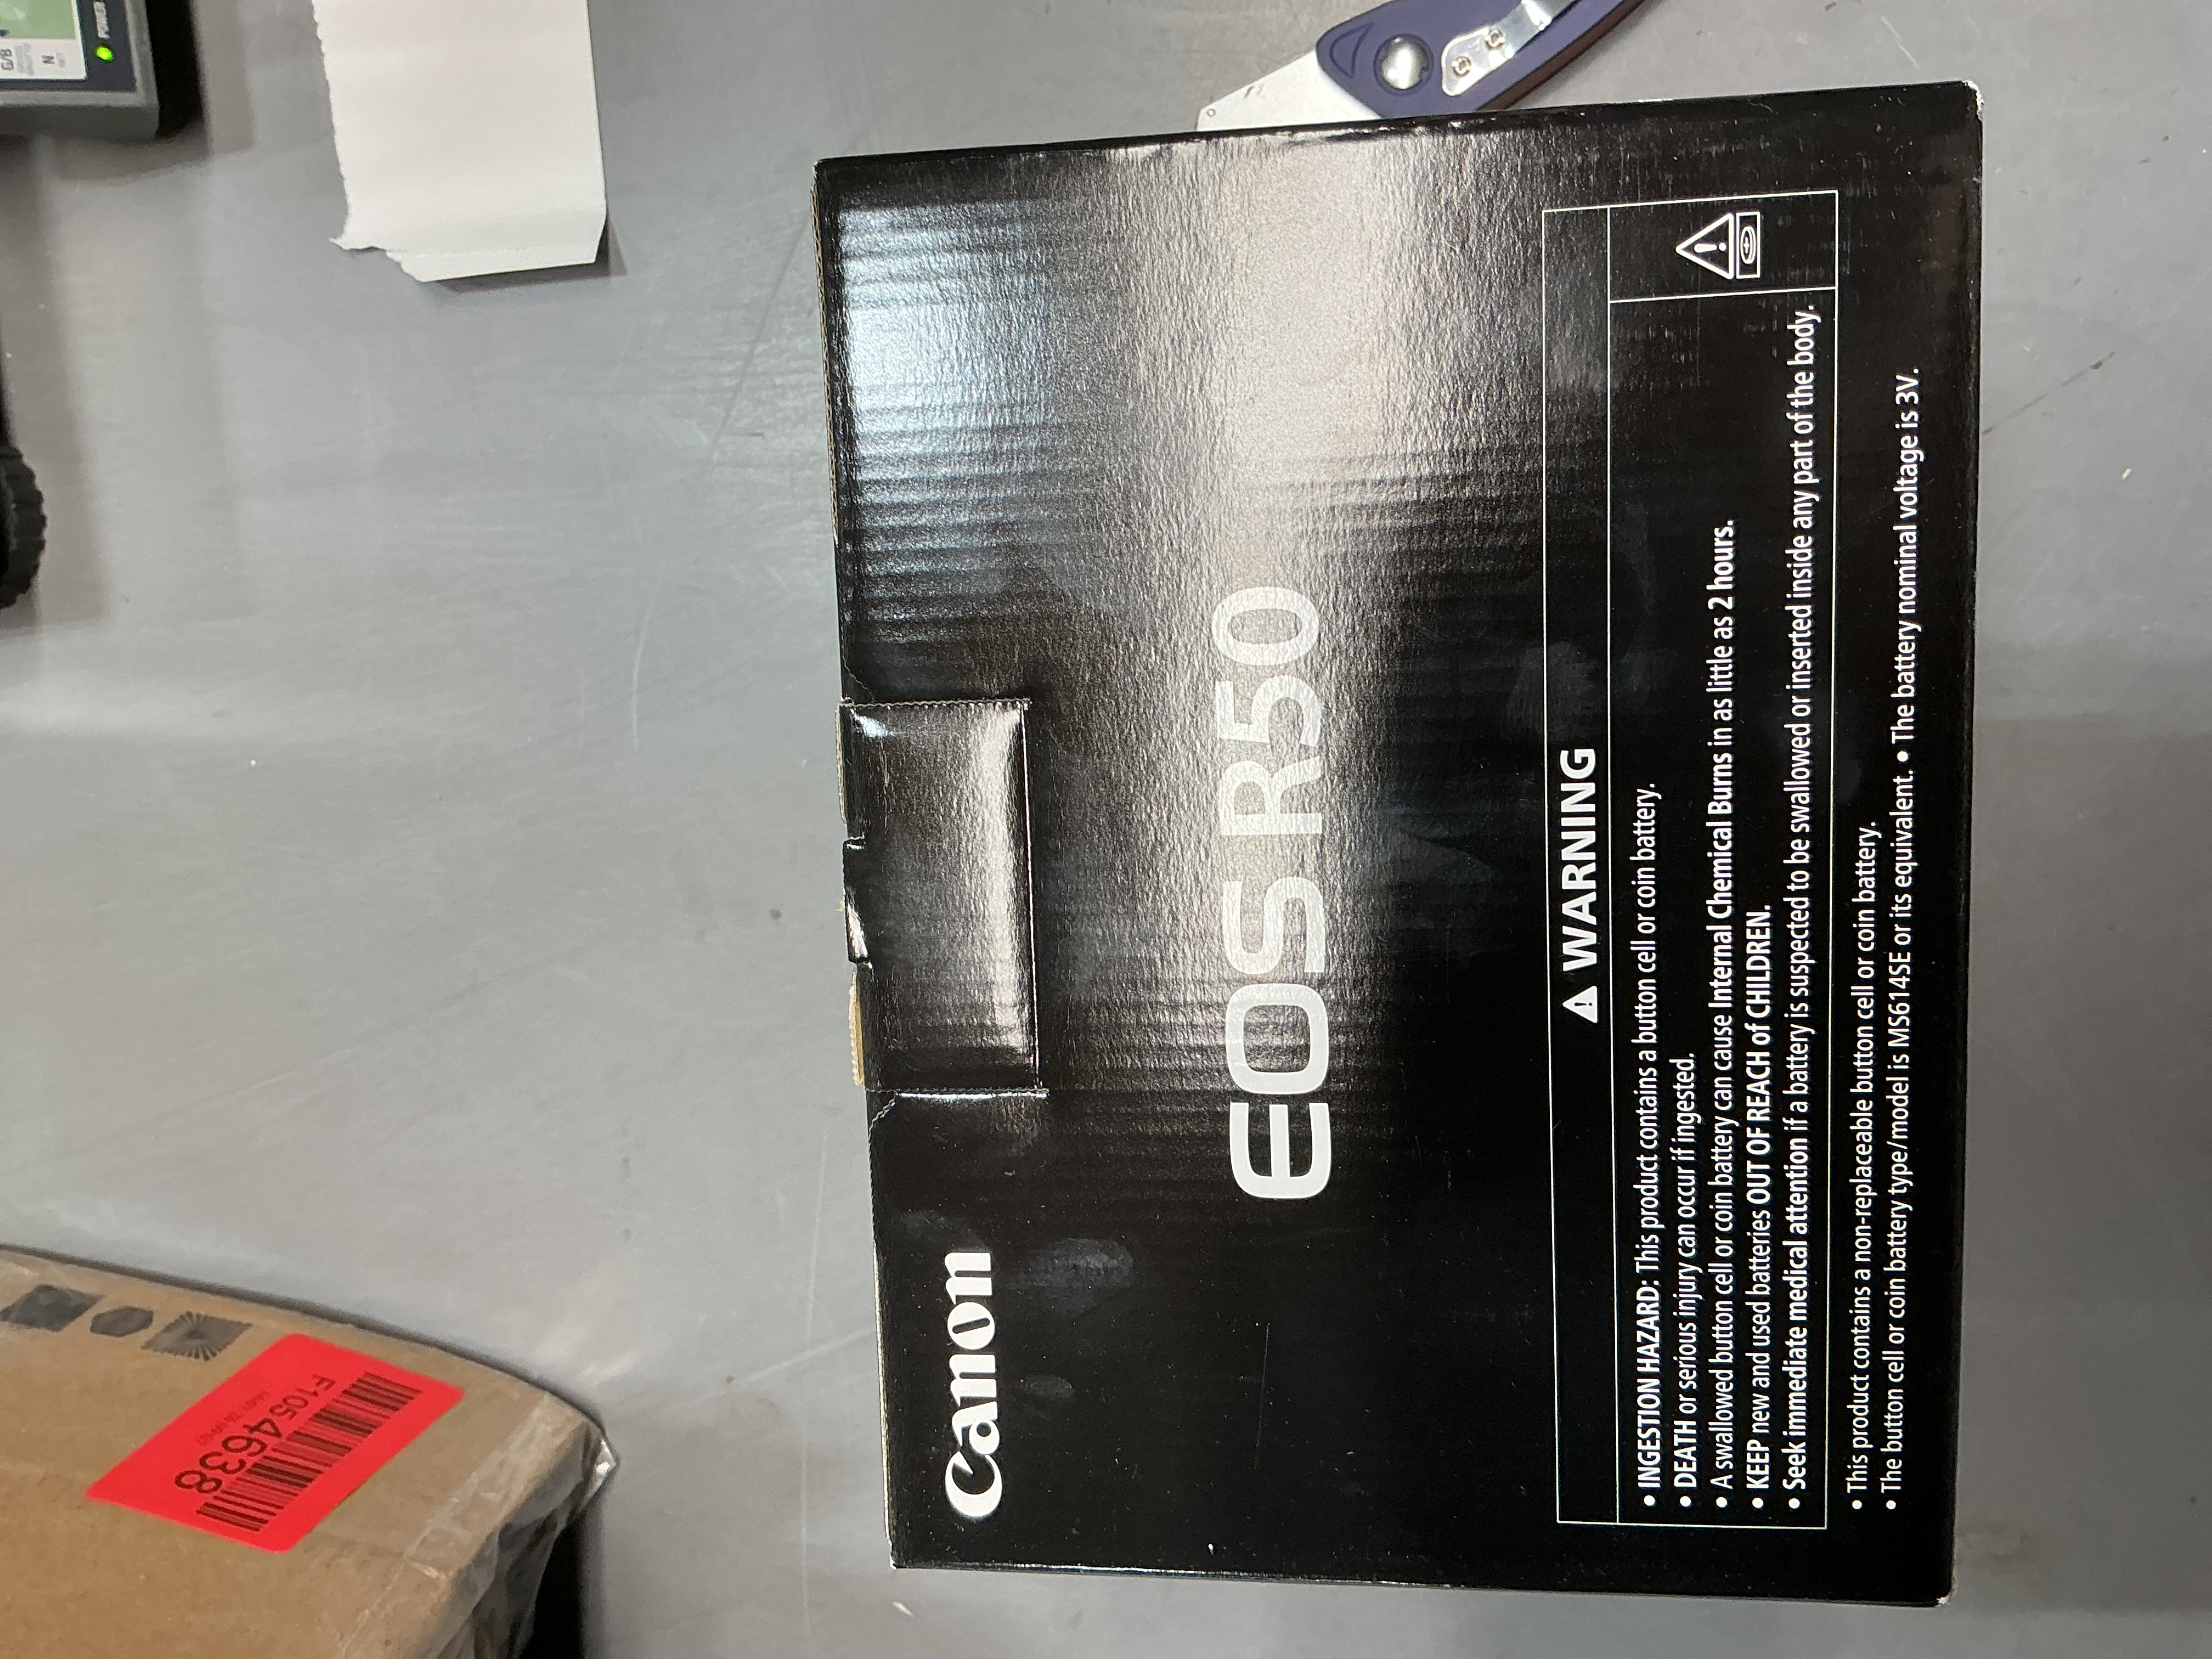 Canon
EOS R50
⚠ WARNING
• INGESTION HAZARD: This product contains a button cell or coin battery.
• DEATH or serious injury can occur if ingested.
• A swallowed button cell or coin battery can cause Internal Chemical Burns in as little as 2 hours.
• KEEP new and used batteries OUT OF REACH of CHILDREN.
• Seek immediate medical attention if a battery is suspected to be swallowed or inserted inside any part of the body.
• This product contains a non-replaceable button cell or coin battery.
• The button cell or coin battery type/model is MS614SE or its equivalent. • The battery nominal voltage is 3V.
F1054638
G/B
N
POWER